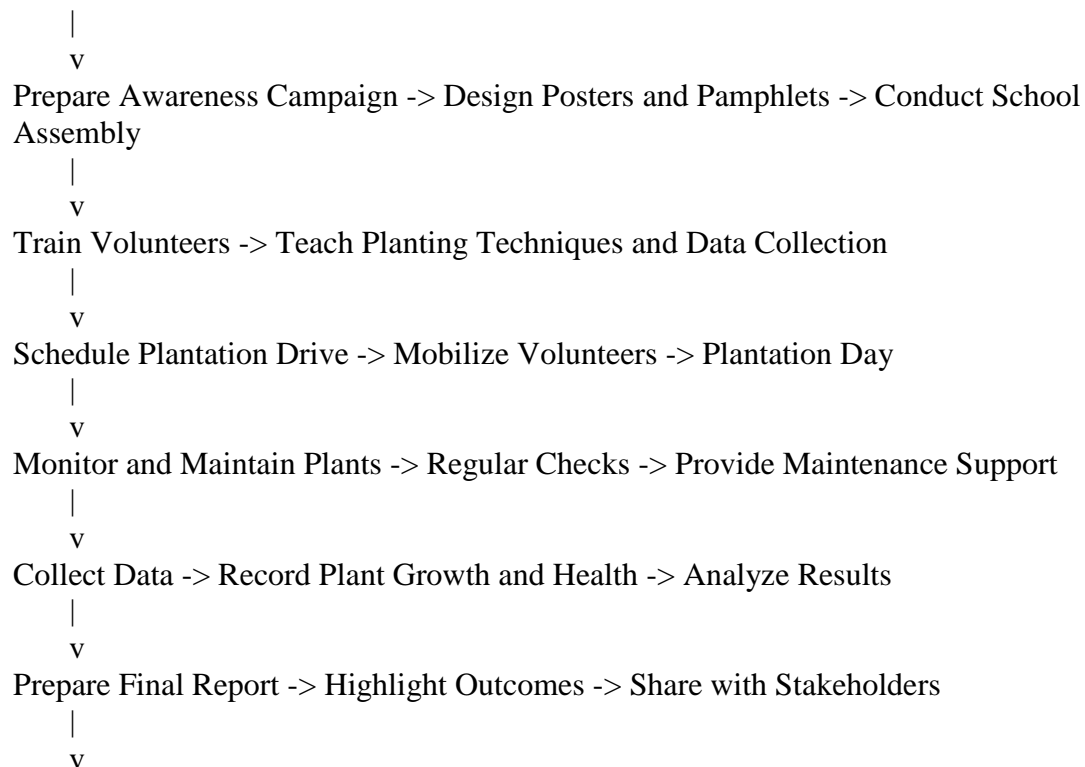 |
v
Prepare Awareness Campaign -> Design Posters and Pamphlets -> Conduct School
Assembly
|
v
Train Volunteers -> Teach Planting Techniques and Data Collection
|
v
Schedule Plantation Drive -> Mobilize Volunteers -> Plantation Day
|
v
Monitor and Maintain Plants -> Regular Checks -> Provide Maintenance Support
|
v
Collect Data -> Record Plant Growth and Health -> Analyze Results
|
v
Prepare Final Report -> Highlight Outcomes -> Share with Stakeholders
|
v